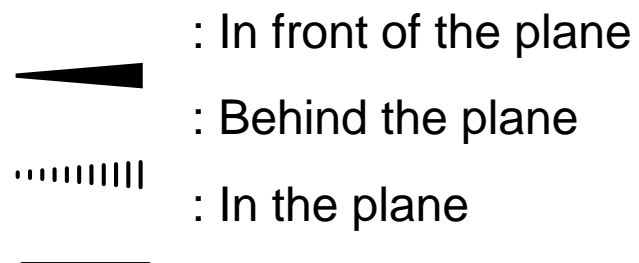 : In front of the plane
: Behind the plane
: In the plane